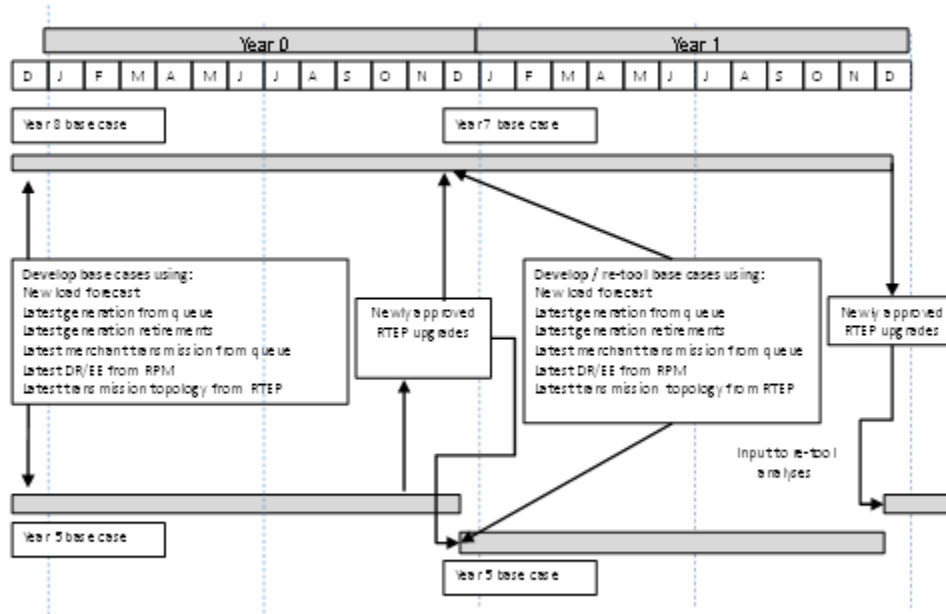 Year 0 Year 1
D J F M A M J J A S O N D J F M A M J J A S O N D
Year 8 base case Year 7 base case
Develop base cases using:
New load forecast
Latest generation from queue
Latest generation retirements
Latest merchant transmission from queue
Latest DR/EE from RPM
Latest transmission topology from RTEP
Newly approved
RTEP upgrades
Develop / re-tool base cases using:
New load forecast
Latest generation from queue
Latest generation retirements
Latest merchant transmission from queue
Latest DR/EE from RPM
Latest transmission topology from RTEP
Newly approved
RTEP upgrades
Input to re-tool
analyses
Year 5 base case
Year 5 base case